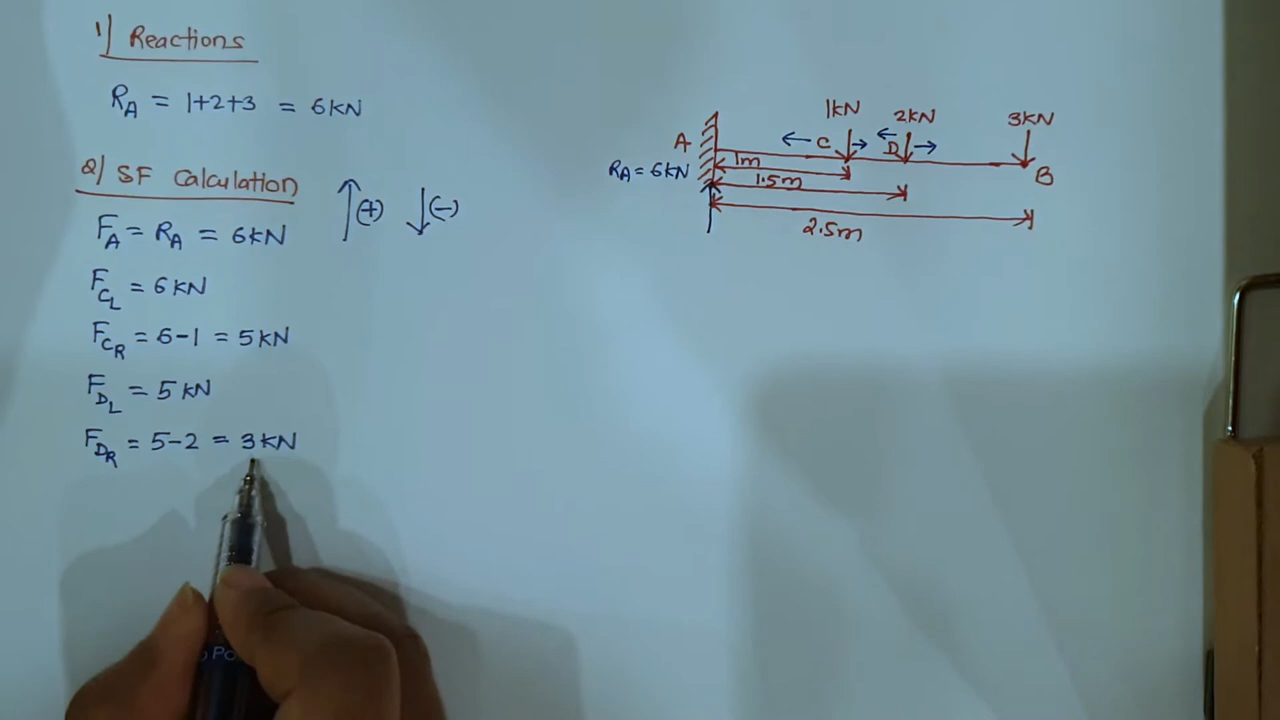 1) Reactions
RA = 1+2+3 = 6KN
2) SF Calculation
(+) (-)
FA = RA = 6KN
FCL = 6KN
FCR = 6-1 = 5KN
FDL = 5KN
FDR = 5-2 = 3KN
1KN 2KN 3KN
A C D B
RA = 6KN
1m
1.5m
2.5m